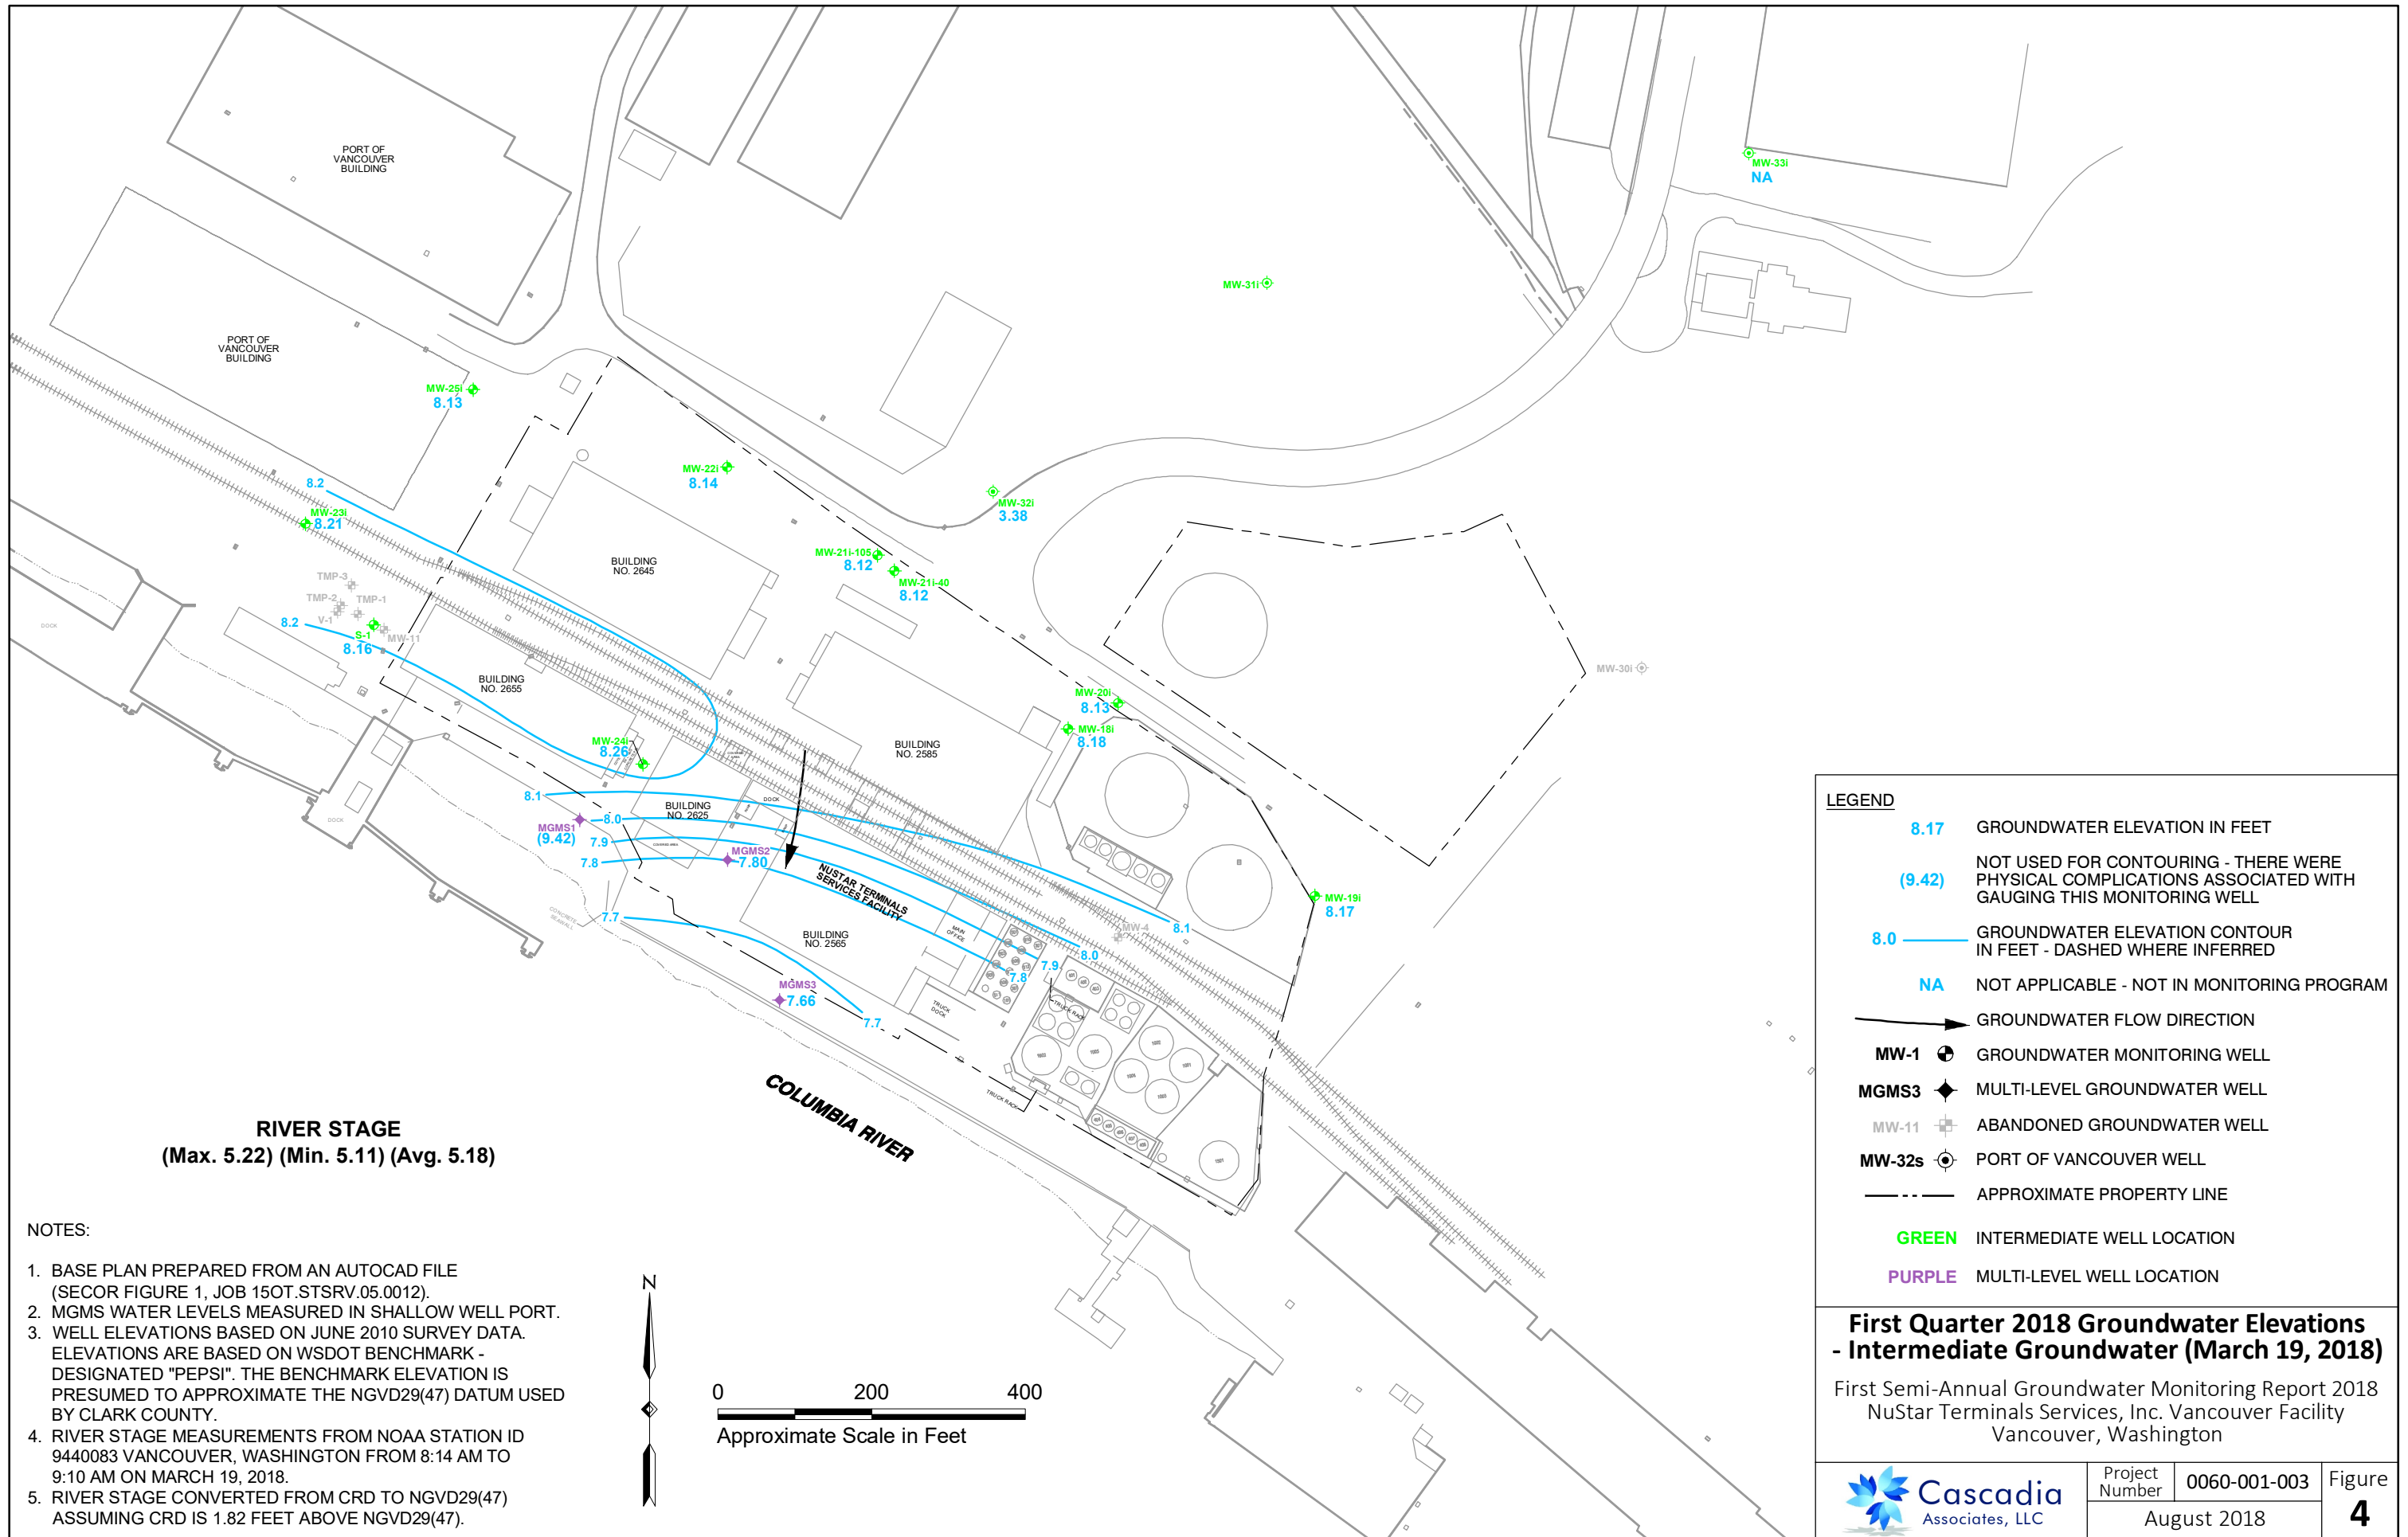 PORT OF
VANCOUVER
BUILDING
MW-33i
NA
MW-31i
PORT OF
VANCOUVER
BUILDING
MW-25i
8.13
MW-22i
8.14
8.2
MW-23i
8.21
MW-32i
3.38
MW-21i-105
8.12
MW-21i-40
8.12
BUILDING
NO. 2645
TMP-3
TMP-2
TMP-1
V-1
8.2
S-1
MW-11
8.16
DOCK
MW-30i
BUILDING
NO. 2655
MW-20i
8.13
MW-18i
8.18
MW-24i
8.26
BUILDING
NO. 2585
8.1
DOCK
BUILDING
NO. 2625
MGMS1
(9.42)
8.0
7.9
7.8
MGMS2
7.80
DOCK
NUSTAR TERMINALS
SERVICES FACILITY
MW-19i
8.17
CONCRETE
SEAWALL
7.7
BUILDING
NO. 2565
MAIN
OFFICE
8.1
MW-4
8.0
7.9
7.8
MGMS3
7.66
7.7
TRUCK
DOCK
TRUCK RACK
TRUCK RACK
COLUMBIA RIVER
RIVER STAGE
(Max. 5.22) (Min. 5.11) (Avg. 5.18)
NOTES:
1. BASE PLAN PREPARED FROM AN AUTOCAD FILE
(SECOR FIGURE 1, JOB 15OT.STSRV.05.0012).
2. MGMS WATER LEVELS MEASURED IN SHALLOW WELL PORT.
3. WELL ELEVATIONS BASED ON JUNE 2010 SURVEY DATA.
ELEVATIONS ARE BASED ON WSDOT BENCHMARK -
DESIGNATED "PEPSI". THE BENCHMARK ELEVATION IS
PRESUMED TO APPROXIMATE THE NGVD29(47) DATUM USED
BY CLARK COUNTY.
4. RIVER STAGE MEASUREMENTS FROM NOAA STATION ID
9440083 VANCOUVER, WASHINGTON FROM 8:14 AM TO
9:10 AM ON MARCH 19, 2018.
5. RIVER STAGE CONVERTED FROM CRD TO NGVD29(47)
ASSUMING CRD IS 1.82 FEET ABOVE NGVD29(47).
N
0 200 400
Approximate Scale in Feet
LEGEND
8.17 GROUNDWATER ELEVATION IN FEET
(9.42) NOT USED FOR CONTOURING - THERE WERE
PHYSICAL COMPLICATIONS ASSOCIATED WITH
GAUGING THIS MONITORING WELL
8.0 GROUNDWATER ELEVATION CONTOUR
IN FEET - DASHED WHERE INFERRED
NA NOT APPLICABLE - NOT IN MONITORING PROGRAM
GROUNDWATER FLOW DIRECTION
MW-1 GROUNDWATER MONITORING WELL
MGMS3 MULTI-LEVEL GROUNDWATER WELL
MW-11 ABANDONED GROUNDWATER WELL
MW-32s PORT OF VANCOUVER WELL
APPROXIMATE PROPERTY LINE
GREEN INTERMEDIATE WELL LOCATION
PURPLE MULTI-LEVEL WELL LOCATION
First Quarter 2018 Groundwater Elevations
- Intermediate Groundwater (March 19, 2018)
First Semi-Annual Groundwater Monitoring Report 2018
NuStar Terminals Services, Inc. Vancouver Facility
Vancouver, Washington
Cascadia
Associates, LLC
Project
Number
0060-001-003
August 2018
Figure
4